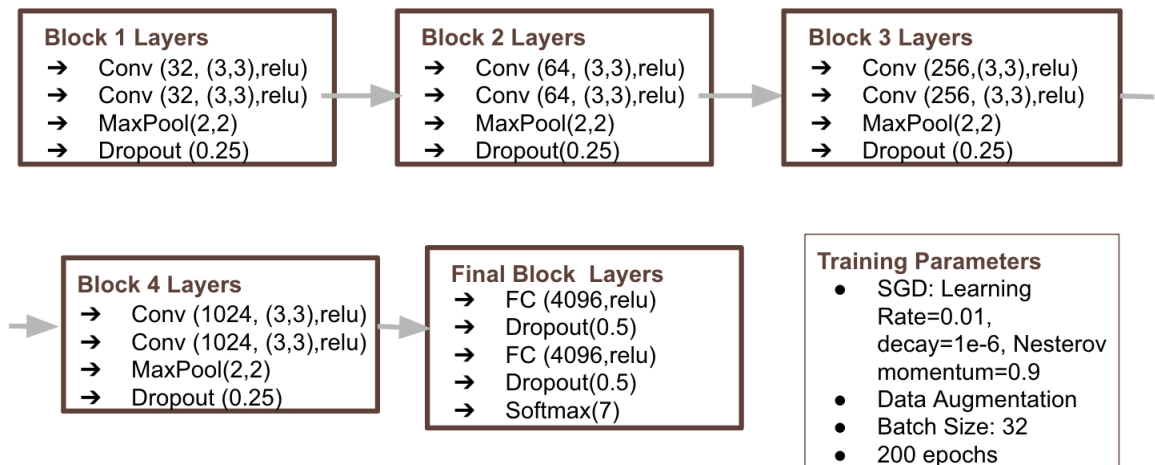 Block 1 Layers
➔ Conv (32, (3,3),relu)
➔ Conv (32, (3,3),relu)
➔ MaxPool(2,2)
➔ Dropout (0.25)
Block 2 Layers
➔ Conv (64, (3,3),relu)
➔ Conv (64, (3,3),relu)
➔ MaxPool(2,2)
➔ Dropout(0.25)
Block 3 Layers
➔ Conv (256,(3,3),relu)
➔ Conv (256, (3,3),relu)
➔ MaxPool(2,2)
➔ Dropout (0.25)
Block 4 Layers
➔ Conv (1024, (3,3),relu)
➔ Conv (1024, (3,3),relu)
➔ MaxPool(2,2)
➔ Dropout (0.25)
Final Block Layers
➔ FC (4096,relu)
➔ Dropout(0.5)
➔ FC (4096,relu)
➔ Dropout(0.5)
➔ Softmax(7)
Training Parameters
● SGD: Learning
Rate=0.01,
decay=1e-6, Nesterov
momentum=0.9
● Data Augmentation
● Batch Size: 32
● 200 epochs